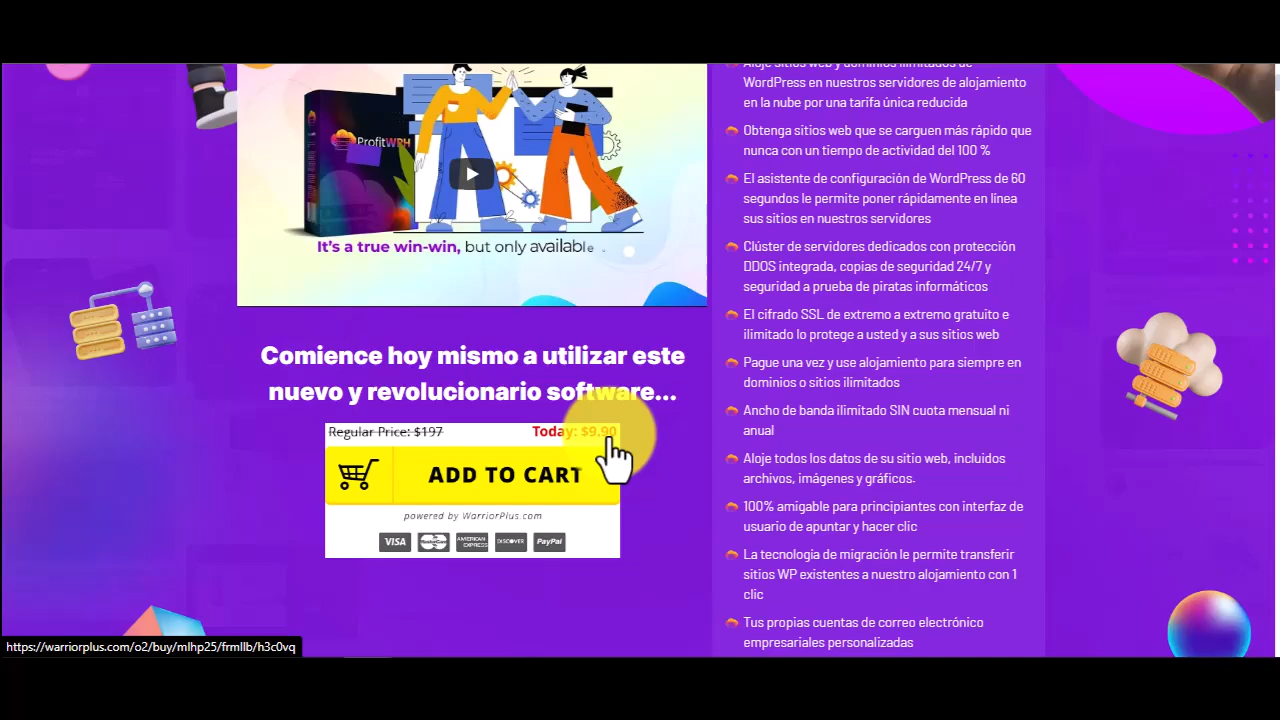 ProfitWPH
It's a true win-win, but only available
Comience hoy mismo a utilizar este
nuevo y revolucionario software...
Regular Price: $197 Today: $9.90
ADD TO CART
powered by WarriorPlus.com
VISA MasterCard AMERICAN EXPRESS DISCOVER PayPal
Aloje sitios web y dominios ilimitados de
WordPress en nuestros servidores de alojamiento
en la nube por una tarifa única reducida
Obtenga sitios web que se carguen más rápido que
nunca con un tiempo de actividad del 100 %
El asistente de configuración de WordPress de 60
segundos le permite poner rápidamente en línea
sus sitios en nuestros servidores
Clúster de servidores dedicados con protección
DDOS integrada, copias de seguridad 24/7 y
seguridad a prueba de piratas informáticos
El cifrado SSL de extremo a extremo gratuito e
ilimitado lo protege a usted y a sus sitios web
Pague una vez y use alojamiento para siempre en
dominios o sitios ilimitados
Ancho de banda ilimitado SIN cuota mensual ni
anual
Aloje todos los datos de su sitio web, incluidos
archivos, imágenes y gráficos.
100% amigable para principiantes con interfaz de
usuario de apuntar y hacer clic
La tecnología de migración le permite transferir
sitios WP existentes a nuestro alojamiento con 1
clic
Tus propias cuentas de correo electrónico
empresariales personalizadas
https://warriorplus.com/o2/buy/mlhp25/frmllb/h3c0vq